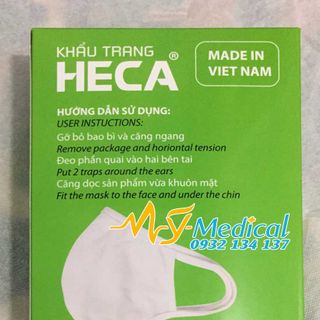 KHẨU TRANG
HECA®
MADE IN
VIET NAM
HƯỚNG DẪN SỬ DỤNG:
USER INSTUCTIONS:
Gỡ bỏ bao bì và căng ngang
Remove package and horiontal tension
Đeo phần quai vào hai bên tai
Put 2 traps around the ears
Căng dọc sản phẩm vừa khuôn mặt
Fit the mask to the face and under the chin
My-Medical
0932 134 137